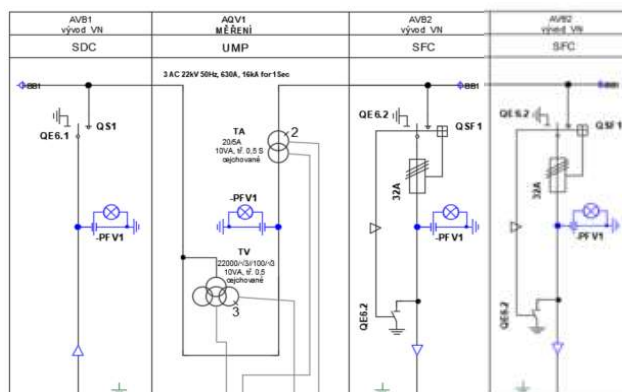 AVB1
vývod VN
AQV1
MĚŘENÍ
AVB2
vývod VN
AVB2
vývod VN
SDC
UMP
SFC
SFC
3 AC 22kV 50Hz, 630A, 16kA for 1Sec
BB1
BB1
QE6.1
QS1
TA
20/5A
10VA, tř. 0,5 S
cejchované
2
QE6.2
QSF1
32A
QE6.2
QSF1
32A
-PFV1
-PFV1
-PFV1
-PFV1
TV
22000/√3//100/√3
10VA, tř. 0,5
cejchované
3
QE6.2
QE6.2